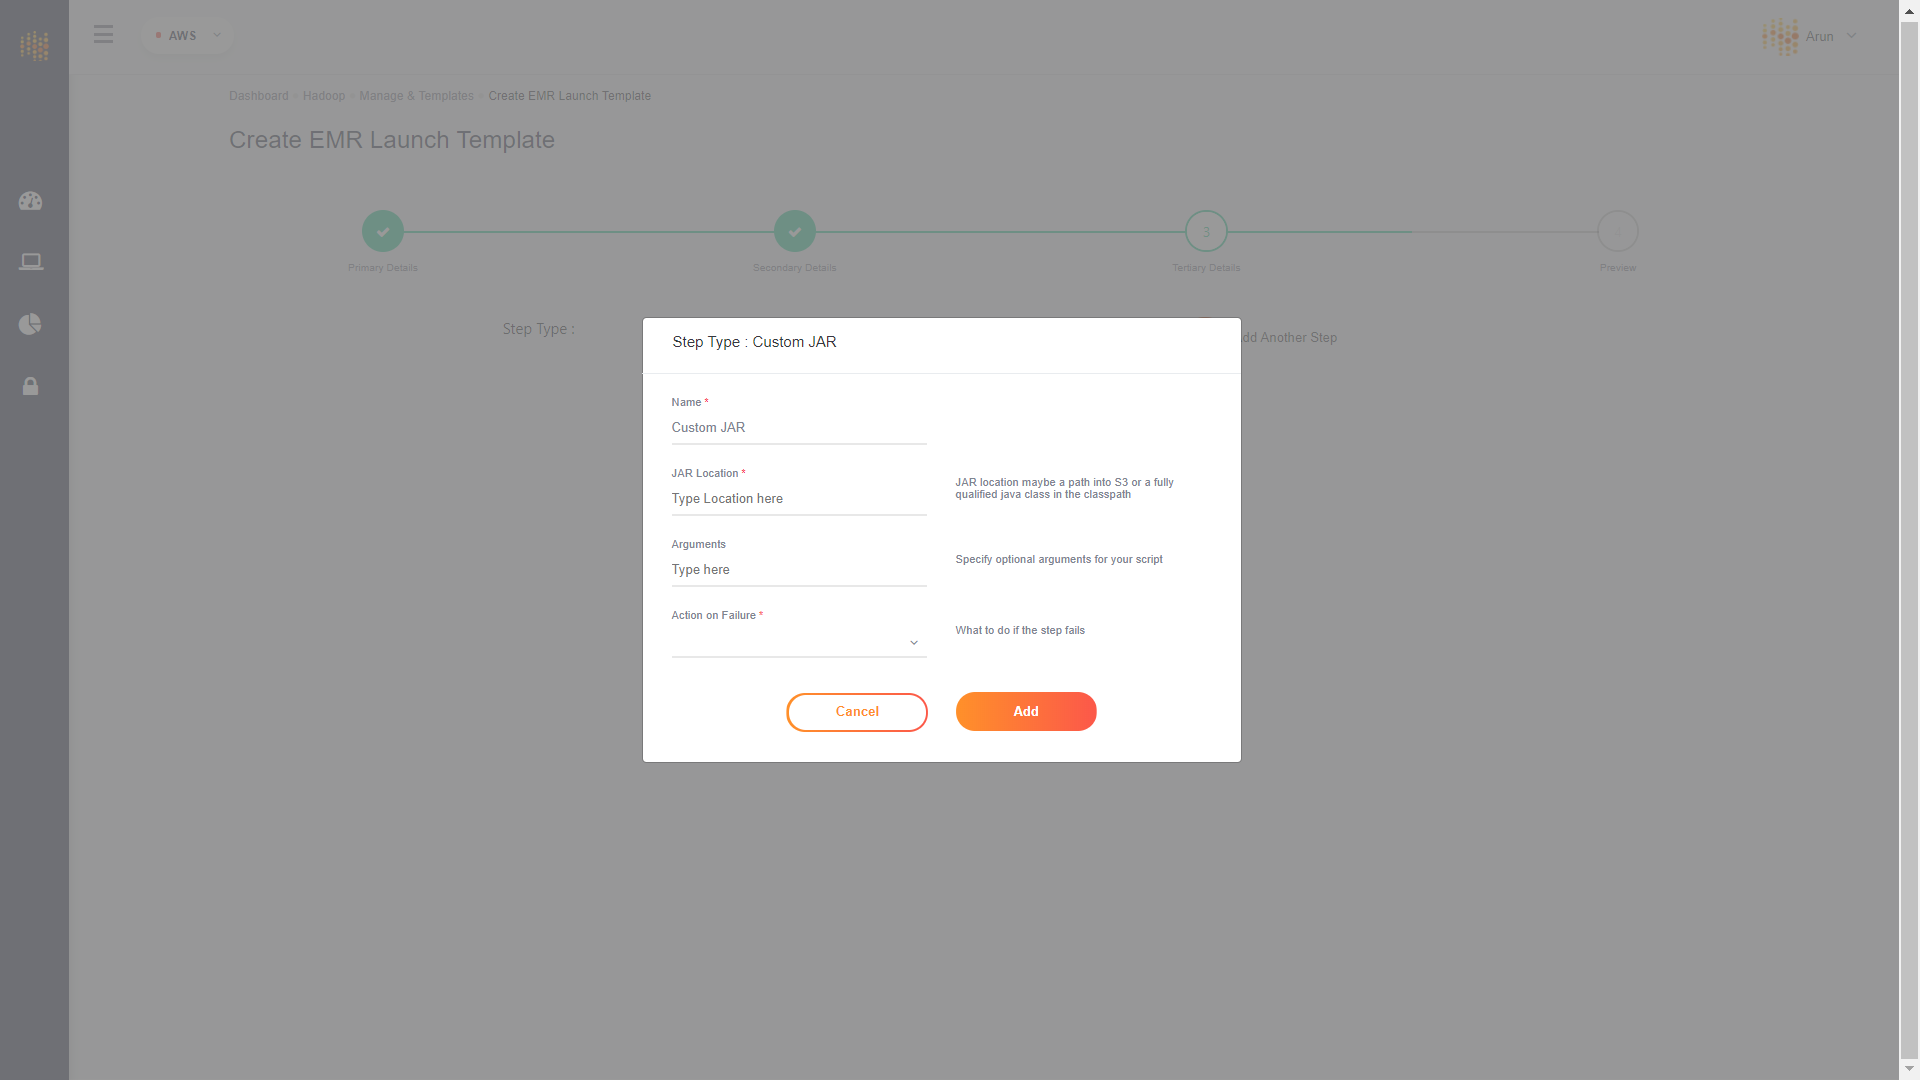 AWS
Arun
Dashboard Hadoop Manage & Templates Create EMR Launch Template
Create EMR Launch Template
3
Primary Details
Secondary Details
Tertiary Details
Preview
Step Type :
dd Another Step
Step Type : Custom JAR
Name *
Custom JAR
JAR Location *
Type Location here
JAR location maybe a path into S3 or a fully
qualified java class in the classpath
Arguments
Type here
Specify optional arguments for your script
Action on Failure *
What to do if the step fails
Cancel
Add